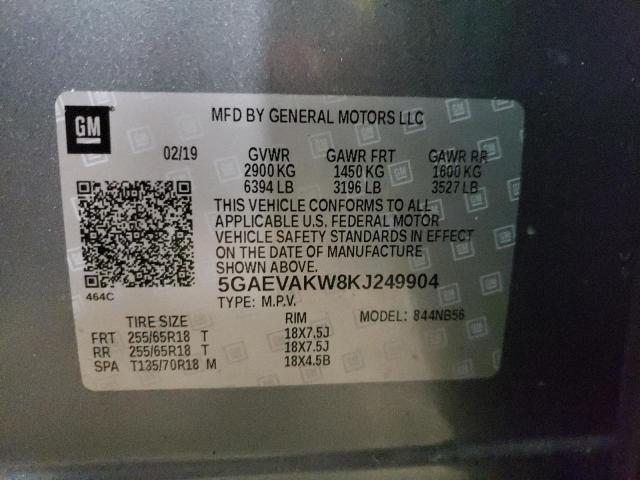 GM
MFD BY GENERAL MOTORS LLC
02/19 GVWR GAWR FRT GAWR RR
2900 KG 1450 KG 1600 KG
6394 LB 3196 LB 3527 LB
THIS VEHICLE CONFORMS TO ALL
APPLICABLE U.S. FEDERAL MOTOR
VEHICLE SAFETY STANDARDS IN EFFECT
ON THE DATE OF MANUFACTURE
SHOWN ABOVE.
464C
5GAEVAKW8KJ249904
TYPE: M.P.V.
MODEL: 844NB56
TIRE SIZE RIM
FRT 255/65R18 T 18X7.5J
RR 255/65R18 T 18X7.5J
SPA T135/70R18 M 18X4.5B